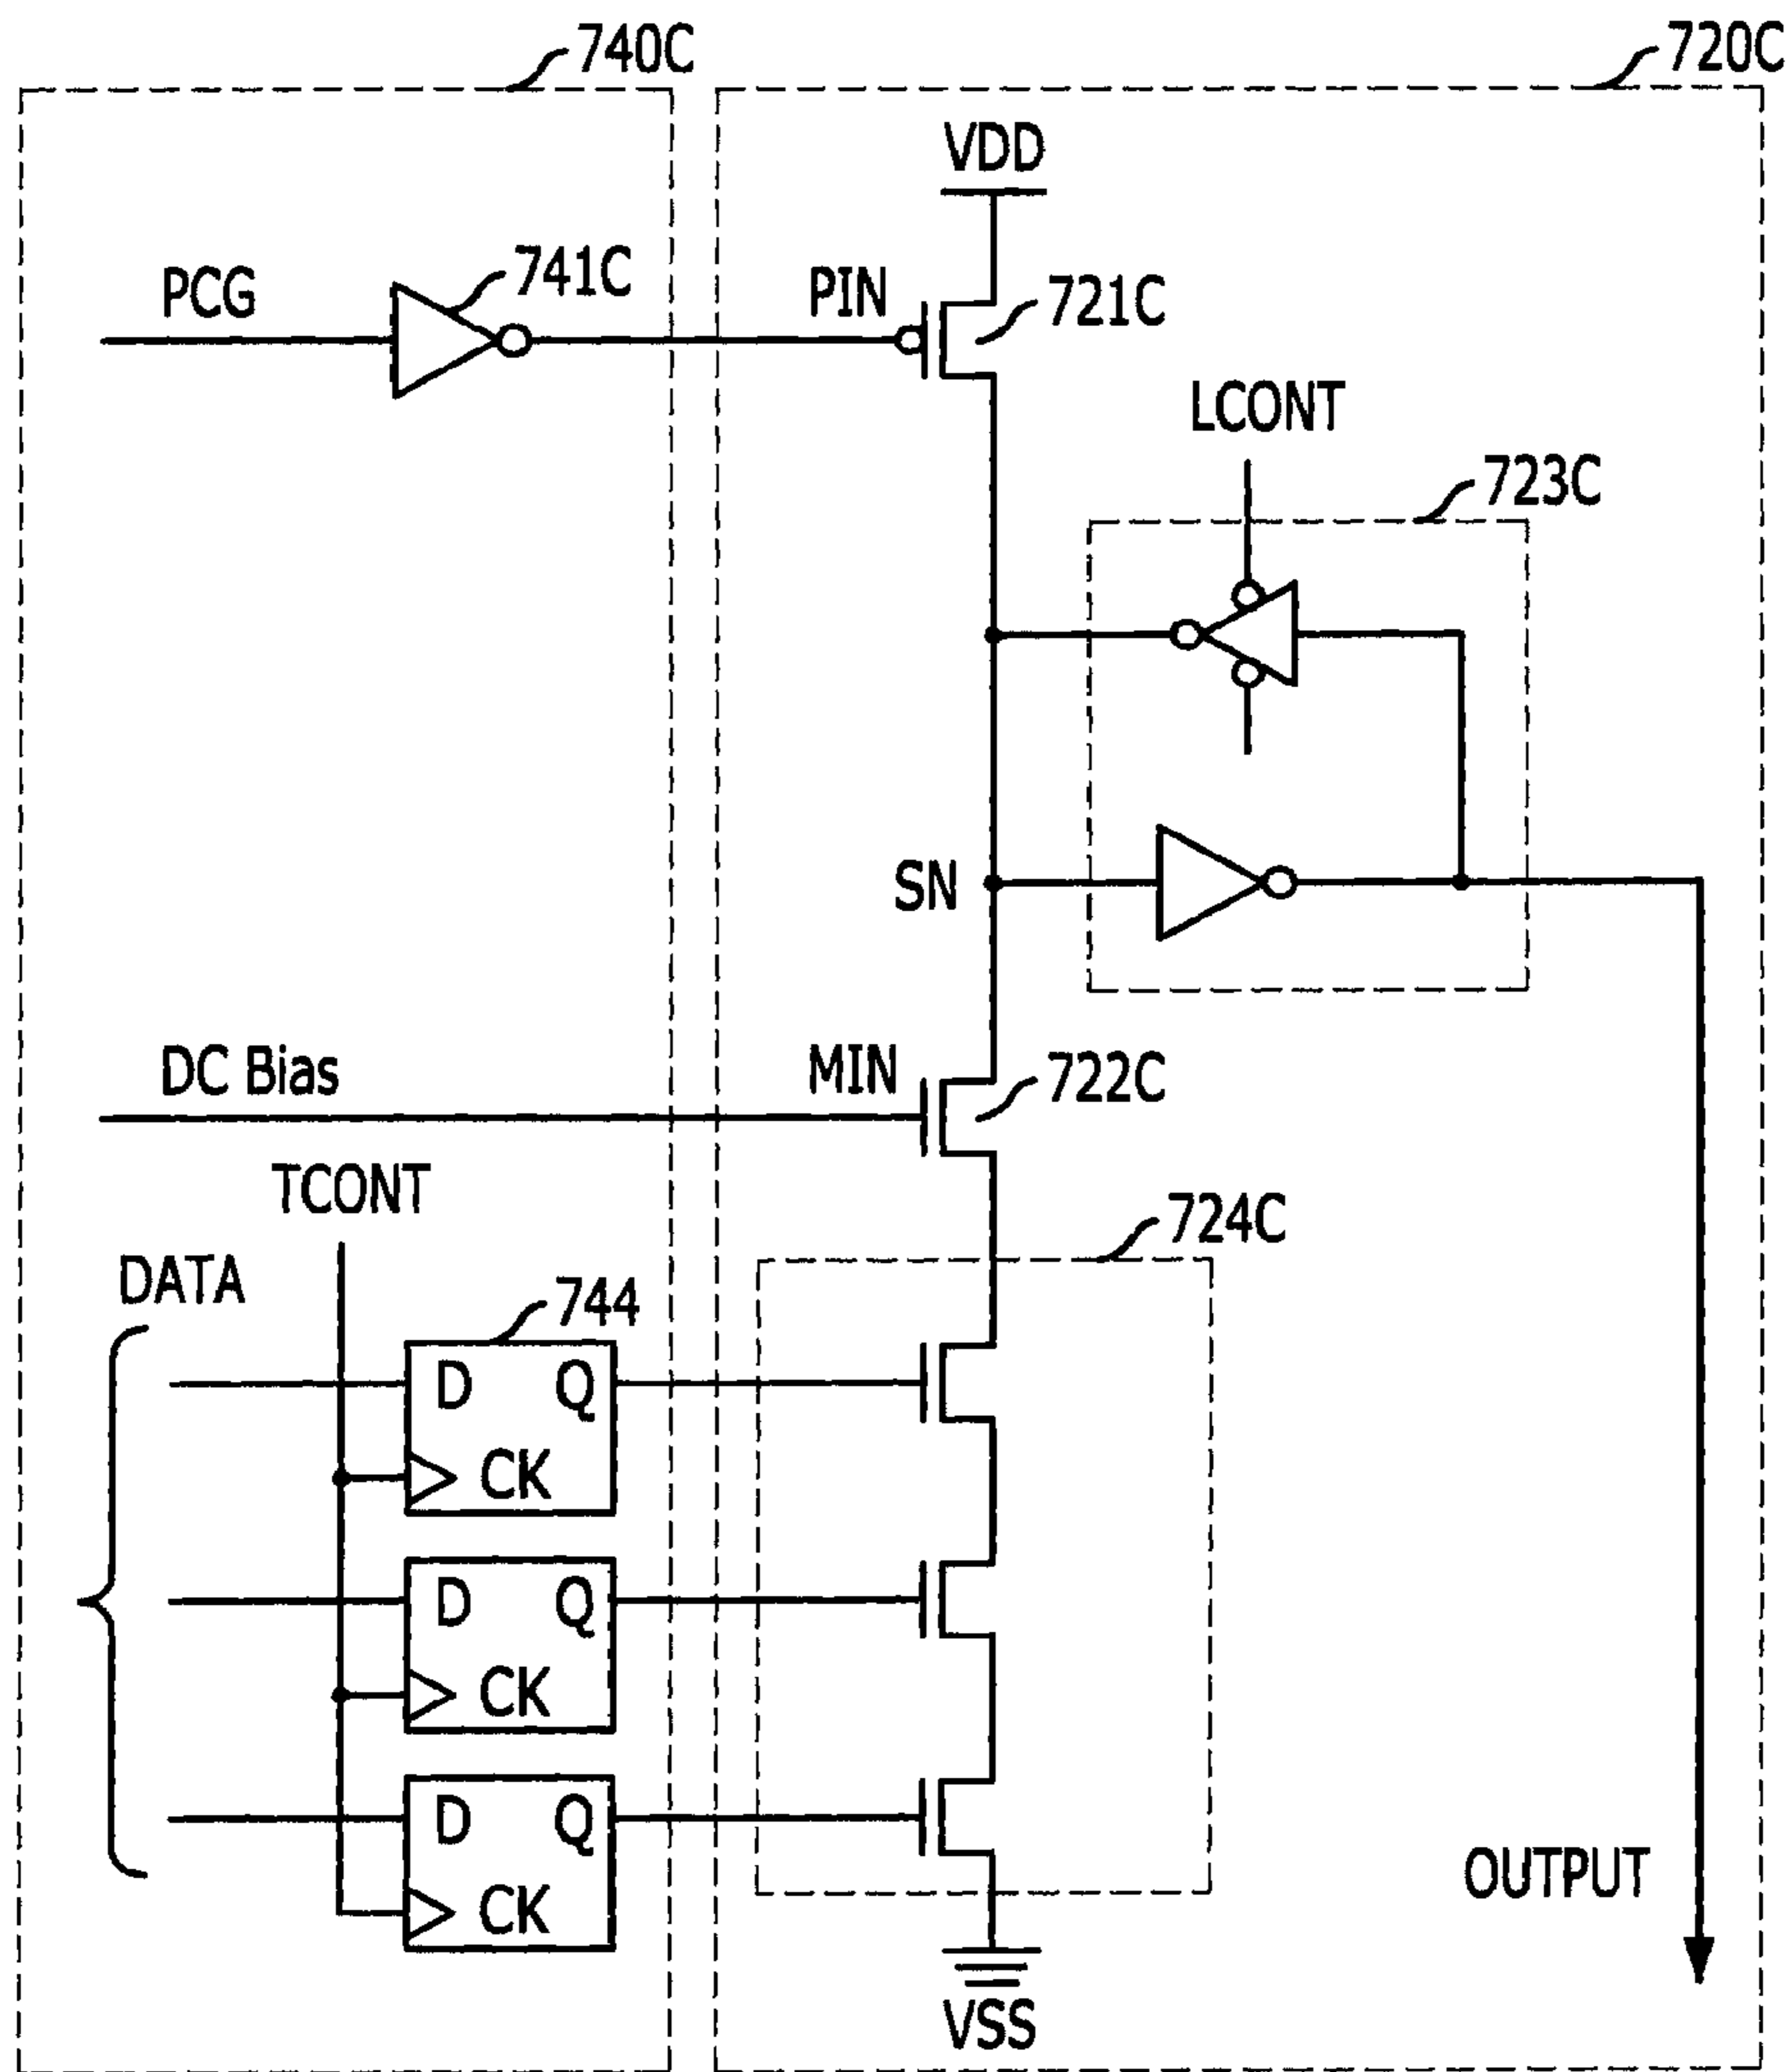 740C
720C
VDD
PCG
741C
PIN
721C
LCONT
723C
SN
DC Bias
MIN
722C
TCONT
724C
DATA
744
D Q
CK
D Q
CK
D Q
CK
OUTPUT
VSS